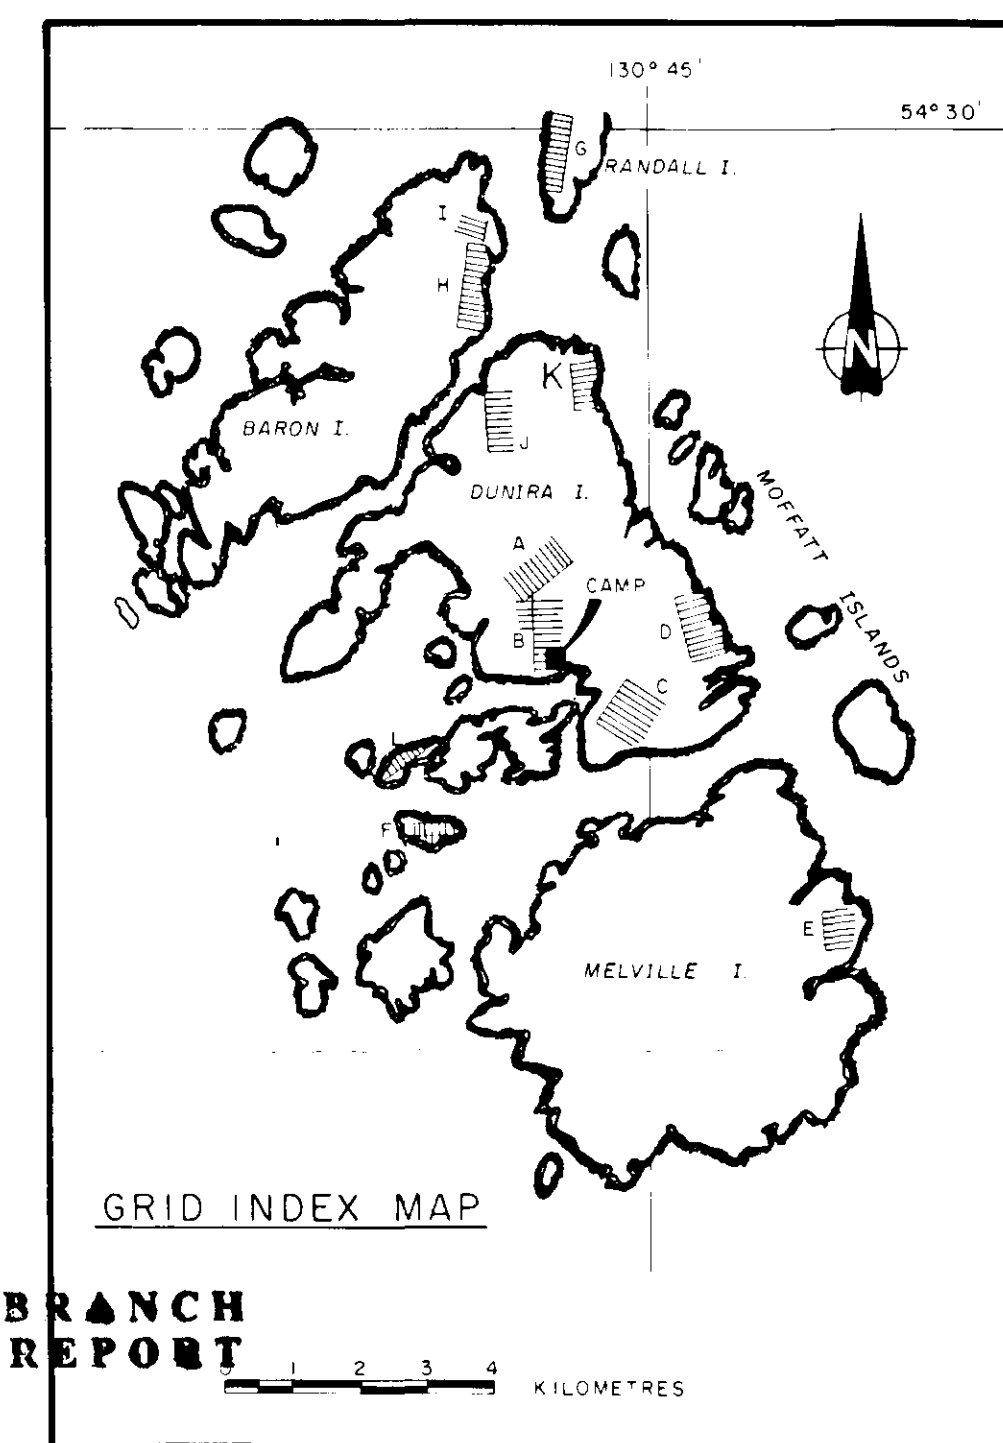 130° 45'
54° 30'
G
RANDALL I.
I
H
N
K
BARON I.
J
DUNIRA I.
MOFFATT ISLANDS
A
CAMP
B
D
C
L
F
E
MELVILLE I.
GRID INDEX MAP
BRANCH
REPORT
0 1 2 3 4
KILOMETRES